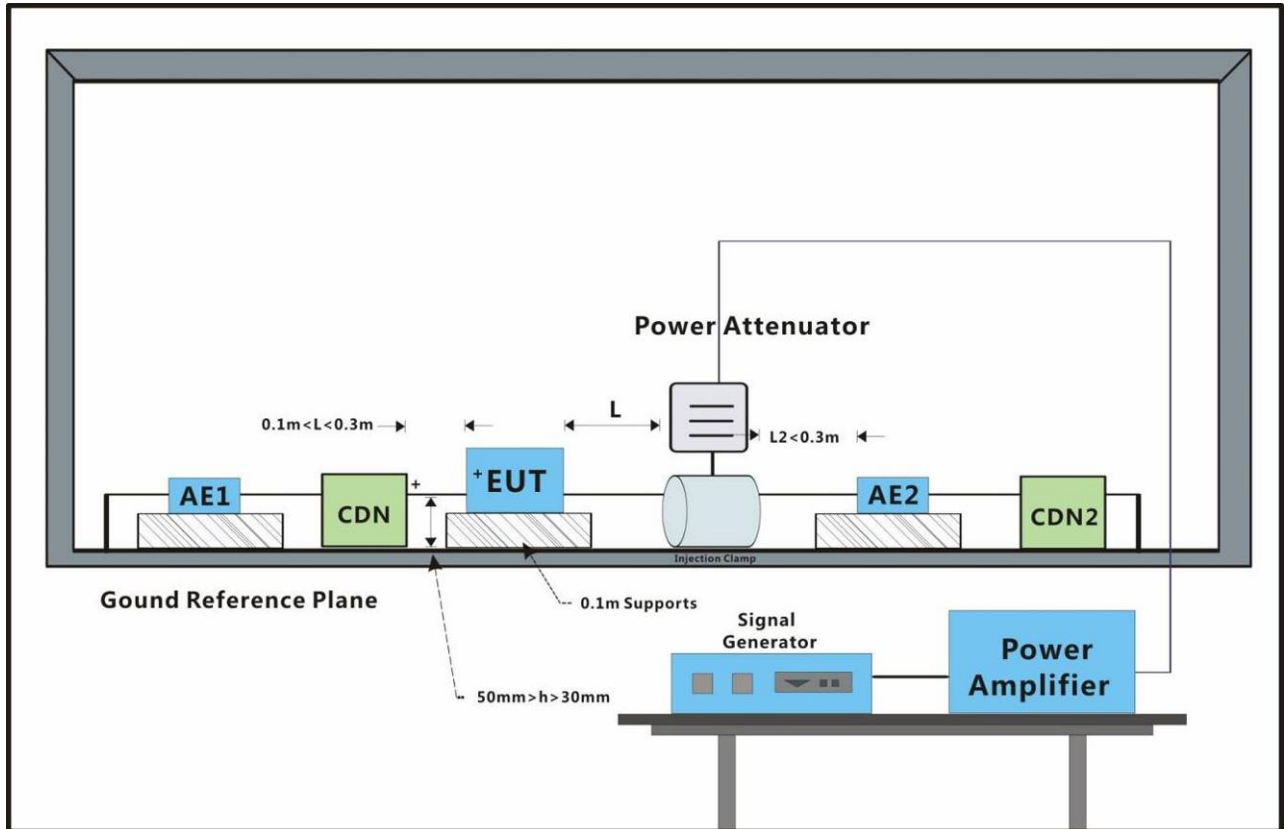 Power Attenuator
0.1m<L<0.3m
L
L2<0.3m
AE1
CDN
+
+EUT
AE2
CDN2
Injection Clamp
Gound Reference Plane
0.1m Supports
50mm>h>30mm
Signal
Generator
Power
Amplifier